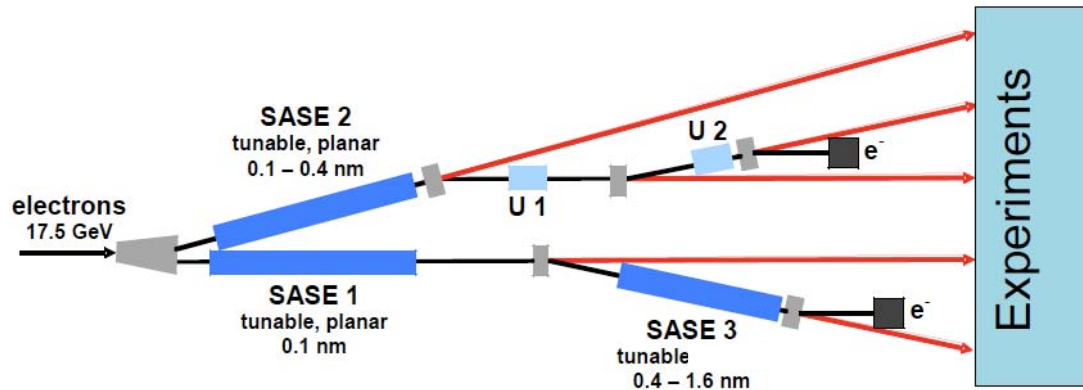 SASE 2
tunable, planar
0.1 – 0.4 nm
U 2
e-
U 1
electrons
17.5 GeV
SASE 1
tunable, planar
0.1 nm
SASE 3
tunable
0.4 – 1.6 nm
e-
Experiments